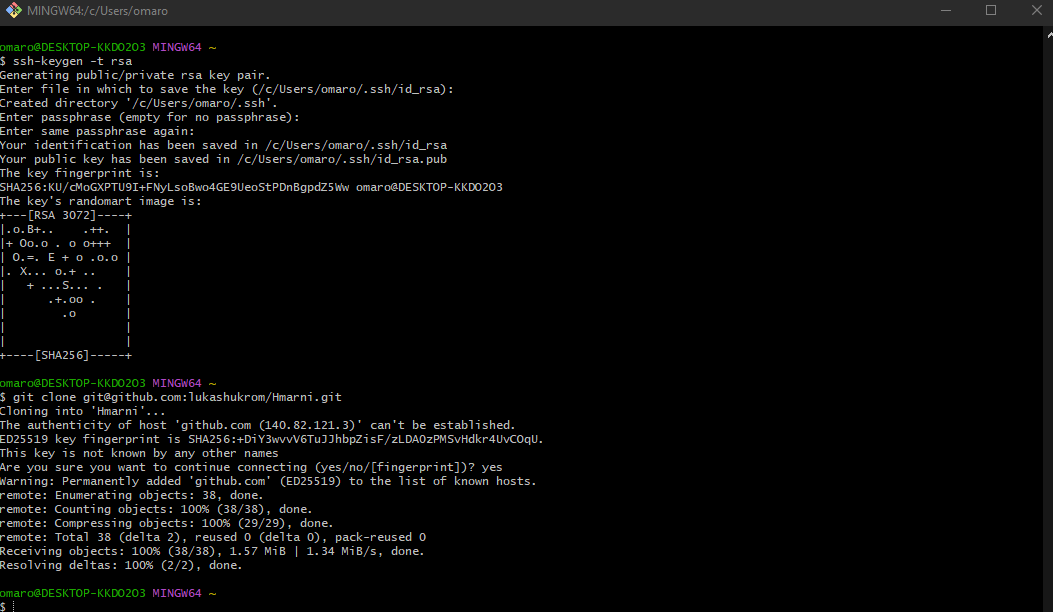 MINGW64:/c/Users/omaro
omaro@DESKTOP-KKDO2O3 MINGW64 ~
$ ssh-keygen -t rsa
Generating public/private rsa key pair.
Enter file in which to save the key (/c/Users/omaro/.ssh/id_rsa):
Created directory '/c/Users/omaro/.ssh'.
Enter passphrase (empty for no passphrase):
Enter same passphrase again:
Your identification has been saved in /c/Users/omaro/.ssh/id_rsa
Your public key has been saved in /c/Users/omaro/.ssh/id_rsa.pub
The key fingerprint is:
SHA256:KU/cMoGXPTU9I+FNyLsoBwo4GE9UeoStPDnBgpdZ5Ww omaro@DESKTOP-KKDO2O3
The key's randomart image is:
+---[RSA 3072]----+
|.o.B+..    .++.  |
|+ Oo.o . o o+++  |
| O.=. E + o .o.o |
|. X... o.+ ..    |
|   + ...S... .   |
|      .+.oo .    |
|        .o       |
|                 |
|                 |
+----[SHA256]-----+
omaro@DESKTOP-KKDO2O3 MINGW64 ~
$ git clone git@github.com:lukashukrom/Hmarni.git
Cloning into 'Hmarni'...
The authenticity of host 'github.com (140.82.121.3)' can't be established.
ED25519 key fingerprint is SHA256:+DiY3wvvV6TuJJhbpZisF/zLDA0zPMSvHdkr4UvCOqU.
This key is not known by any other names
Are you sure you want to continue connecting (yes/no/[fingerprint])? yes
Warning: Permanently added 'github.com' (ED25519) to the list of known hosts.
remote: Enumerating objects: 38, done.
remote: Counting objects: 100% (38/38), done.
remote: Compressing objects: 100% (29/29), done.
remote: Total 38 (delta 2), reused 0 (delta 0), pack-reused 0
Receiving objects: 100% (38/38), 1.57 MiB | 1.34 MiB/s, done.
Resolving deltas: 100% (2/2), done.
omaro@DESKTOP-KKDO2O3 MINGW64 ~
$